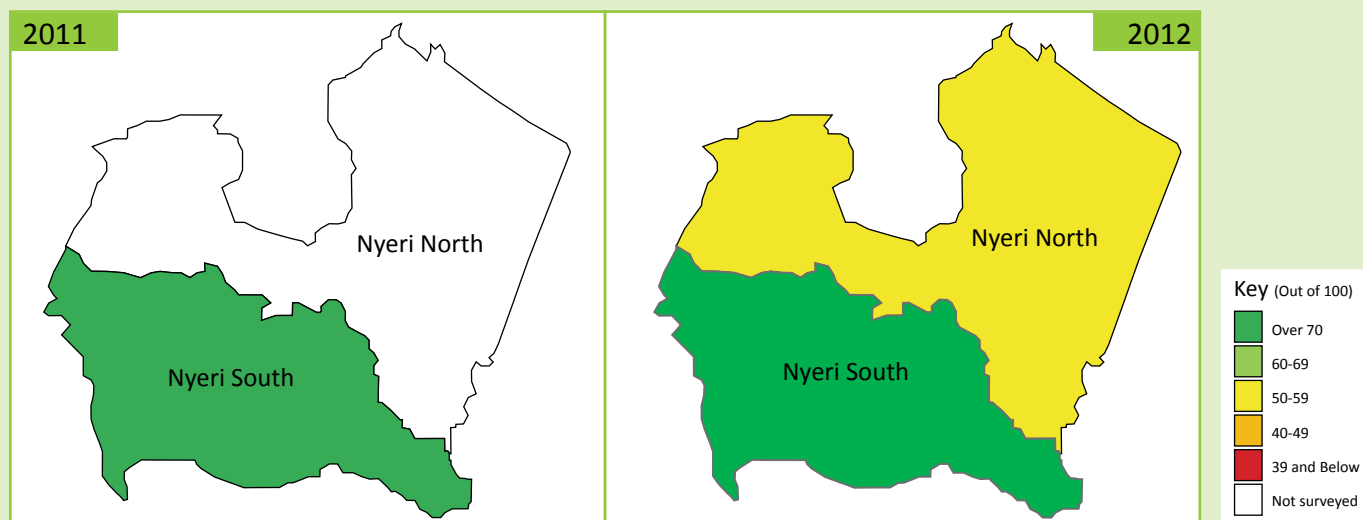 2011
2012
Nyeri North
Nyeri South
Nyeri North
Nyeri South
Key (Out of 100)
Over 70
60-69
50-59
40-49
39 and Below
Not surveyed